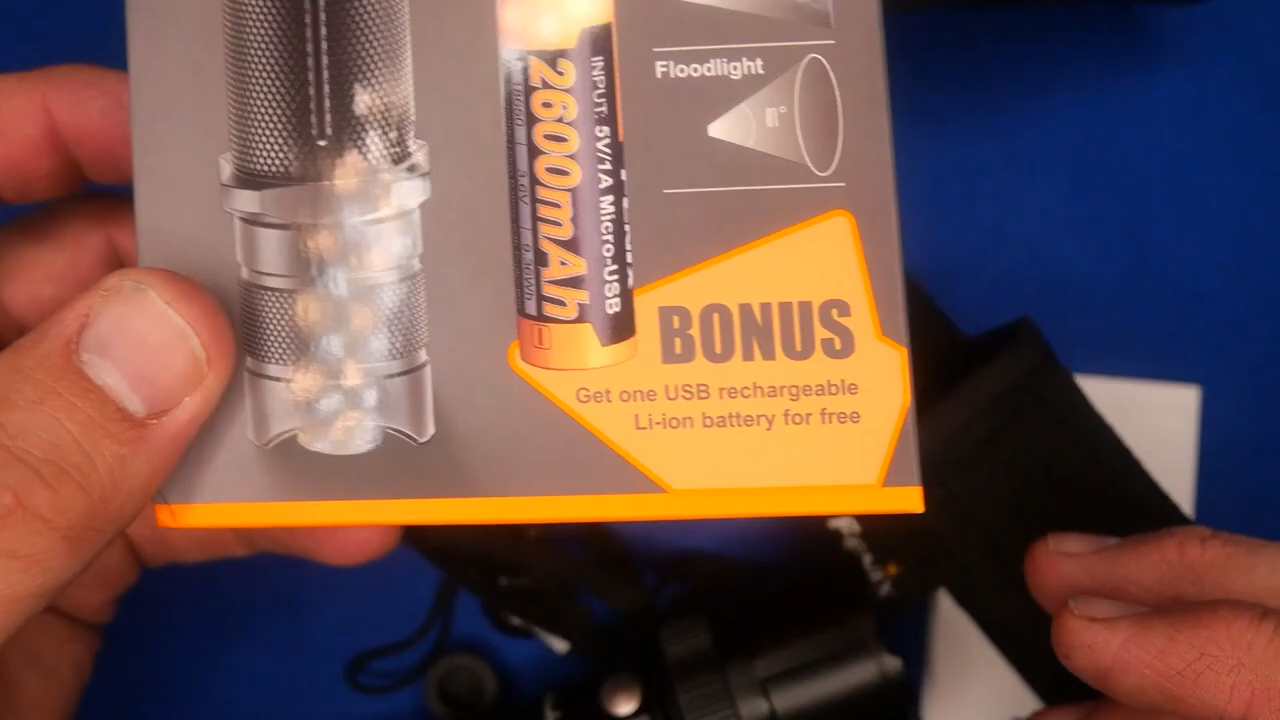 Floodlight
INPUT: 5V/1A Micro-USB
2600mAh
BONUS
Get one USB rechargeable
Li-ion battery for free